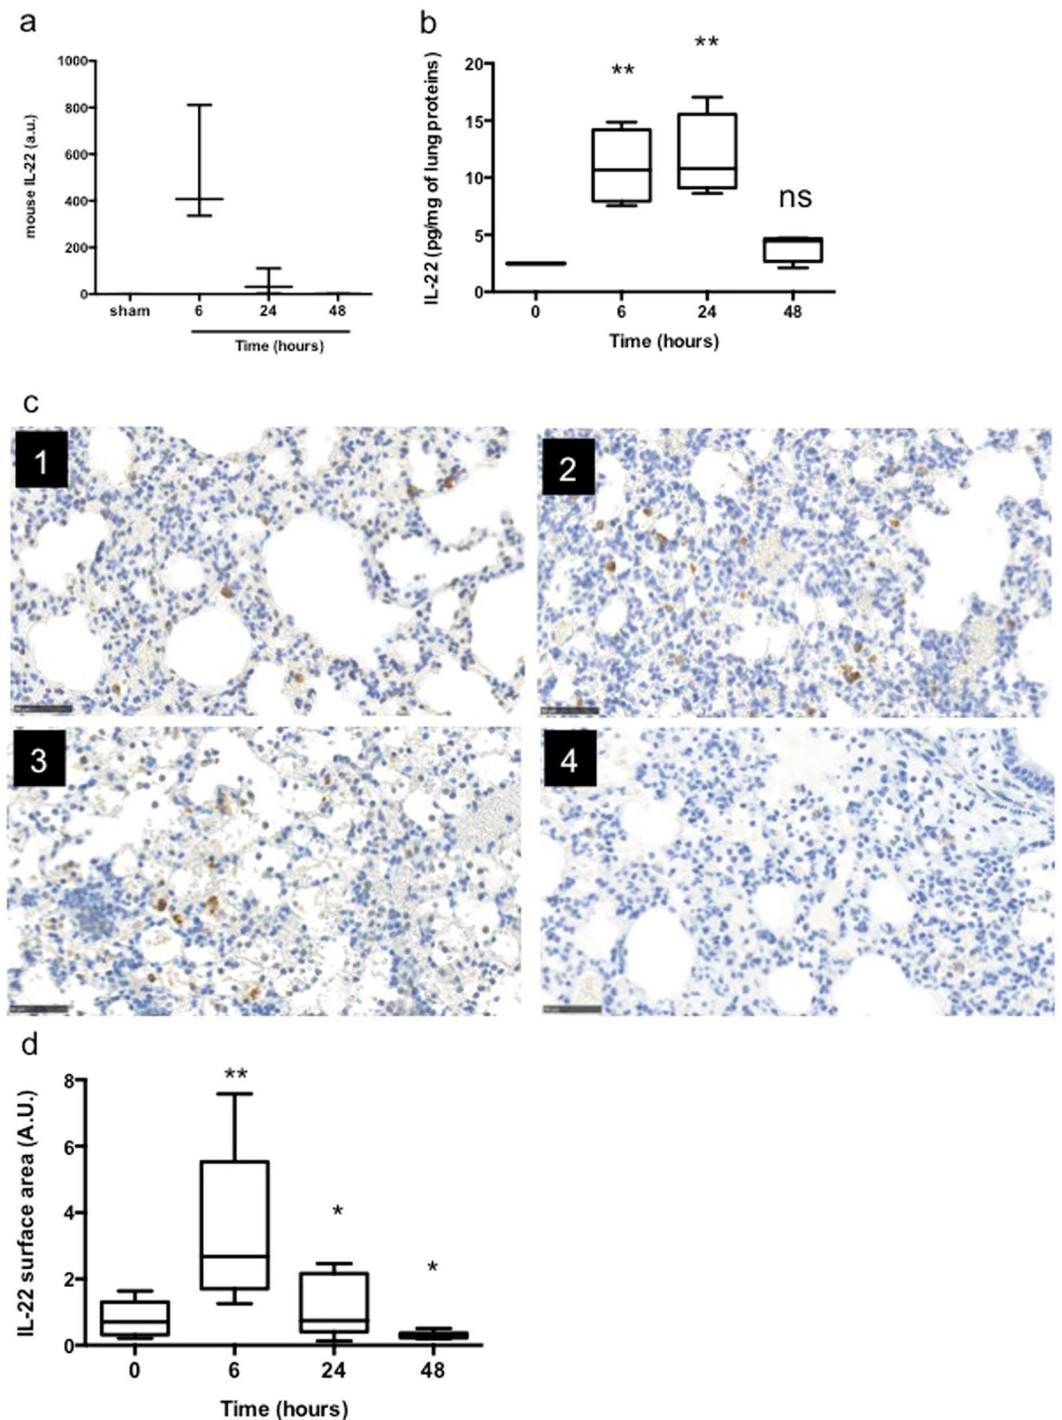 a
1000
800
600
400
200
0
mouse IL-22 (a.u.)
sham 6 24 48
Time (hours)
b
20
15
10
5
0
IL-22 (pg/mg of lung proteins)
** ** ns
0 6 24 48
Time (hours)
c
1
2
3
4
d
8
6
4
2
0
IL-22 surface area (A.U.)
** * *
0 6 24 48
Time (hours)